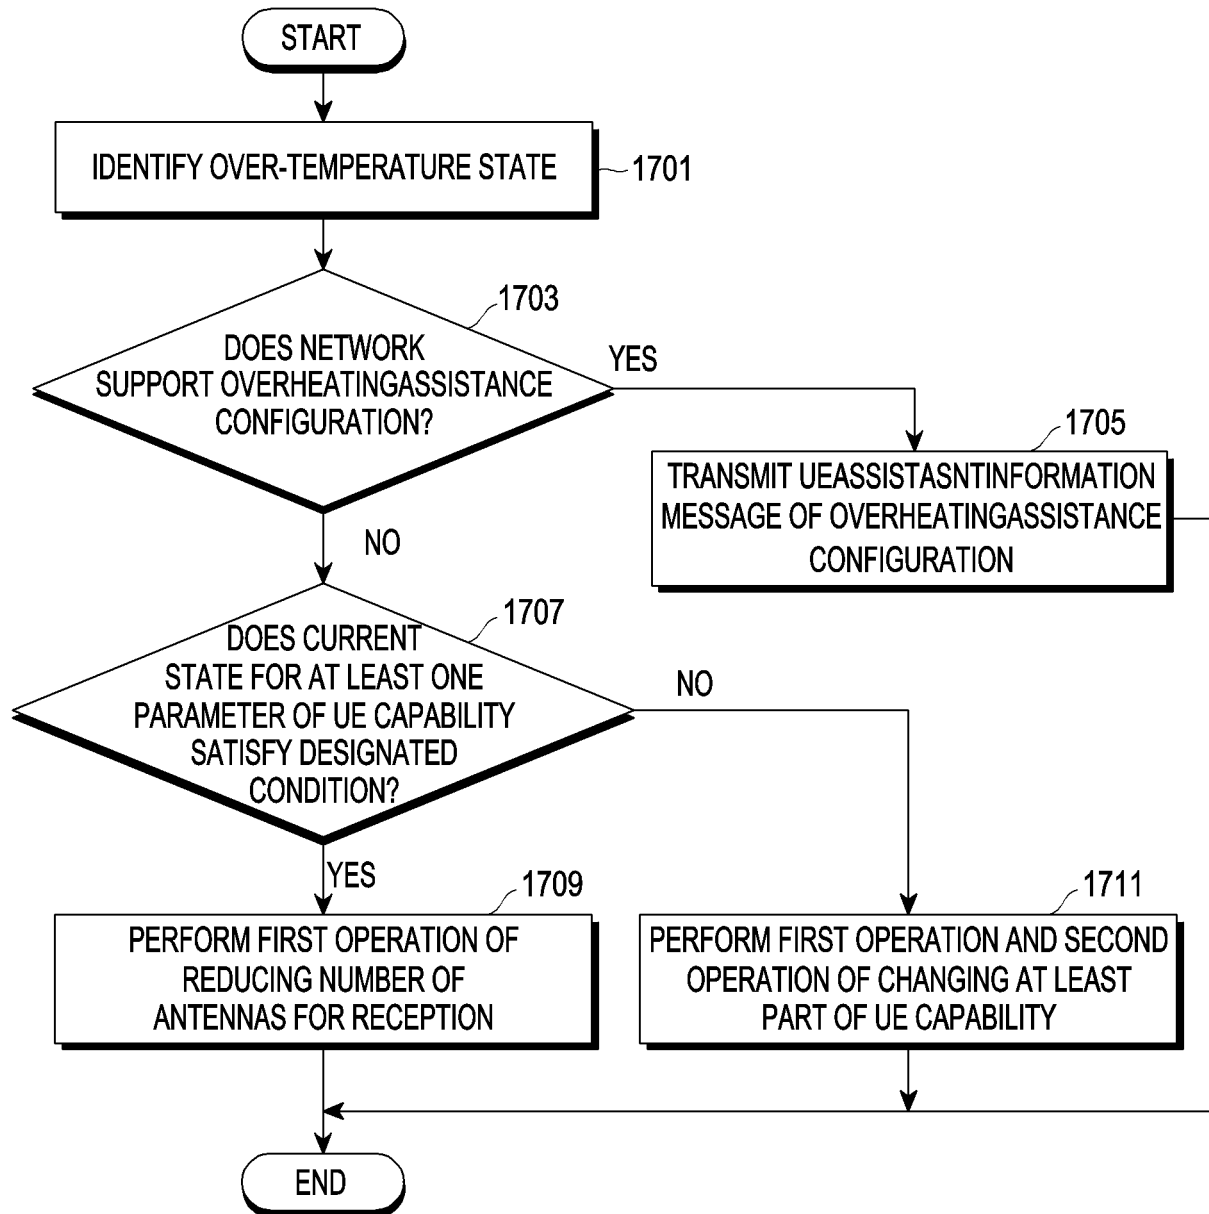 START
IDENTIFY OVER-TEMPERATURE STATE
1701
1703
DOES NETWORK
SUPPORT OVERHEATINGASSISTANCE
CONFIGURATION?
YES
1705
TRANSMIT UEASSISTASNTINFORMATION
MESSAGE OF OVERHEATINGASSISTANCE
CONFIGURATION
NO
1707
DOES CURRENT
STATE FOR AT LEAST ONE
PARAMETER OF UE CAPABILITY
SATISFY DESIGNATED
CONDITION?
NO
YES
1709
PERFORM FIRST OPERATION OF
REDUCING NUMBER OF
ANTENNAS FOR RECEPTION
1711
PERFORM FIRST OPERATION AND SECOND
OPERATION OF CHANGING AT LEAST
PART OF UE CAPABILITY
END